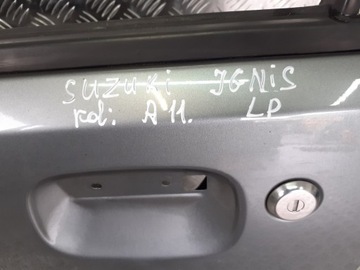 SUZUKI IGNIS
kol: A11. LP